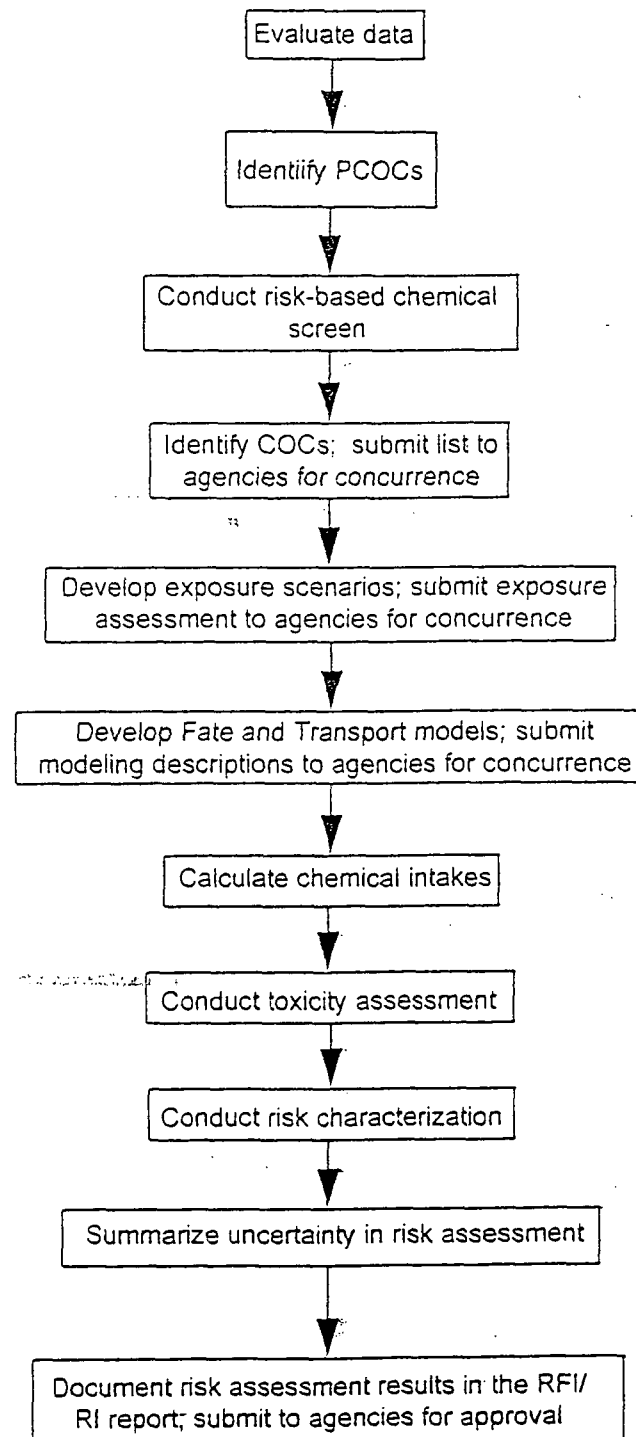 Evaluate data
Identiify PCOCs
Conduct risk-based chemical
screen
Identify COCs; submit list to
agencies for concurrence
Develop exposure scenarios; submit exposure
assessment to agencies for concurrence
Develop Fate and Transport models; submit
modeling descriptions to agencies for concurrence
Calculate chemical intakes
Conduct toxicity assessment
Conduct risk characterization
Summarize uncertainty in risk assessment
Document risk assessment results in the RFI/
RI report; submit to agencies for approval